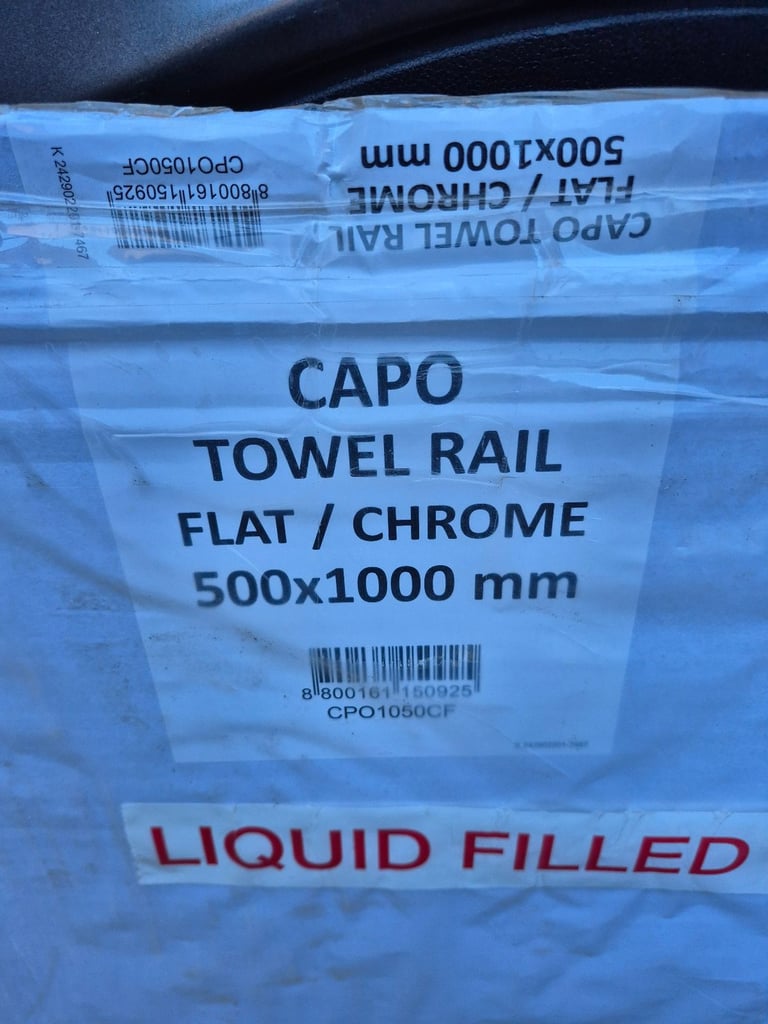 CAPO TOWEL RAIL
FLAT / CHROME
500x1000 mm
8 800161 150925
CPO1050CF
CAPO
TOWEL RAIL
FLAT / CHROME
500x1000 mm
8 800161 150925
CPO1050CF
LIQUID FILLED